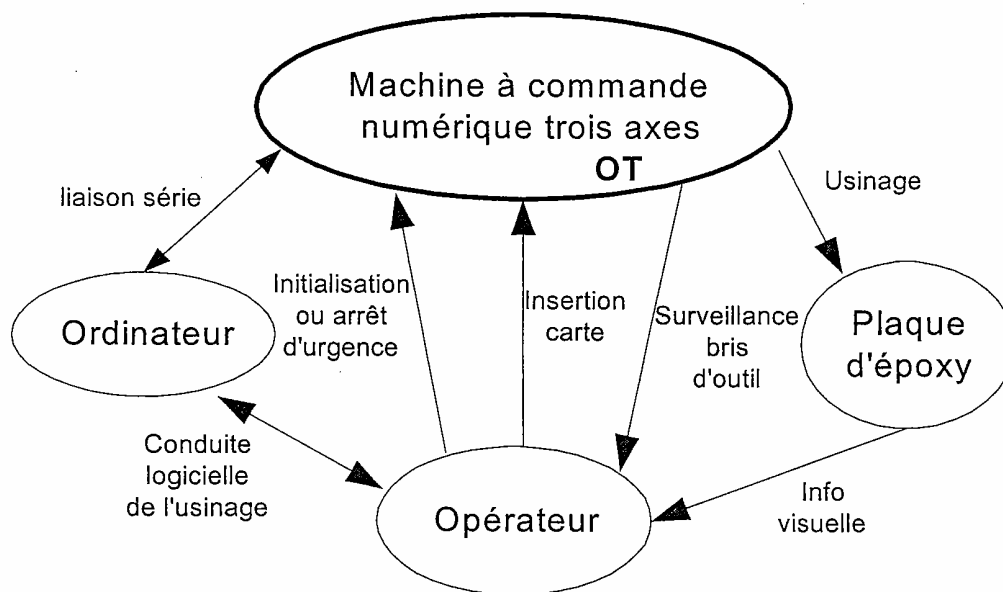 Machine à commande
numérique trois axes
OT
liaison série
Usinage
Ordinateur
Initialisation
ou arrêt
d'urgence
Insertion
carte
Surveillance
bris
d'outil
Plaque
d'époxy
Conduite
logicielle
de l'usinage
Opérateur
Info
visuelle